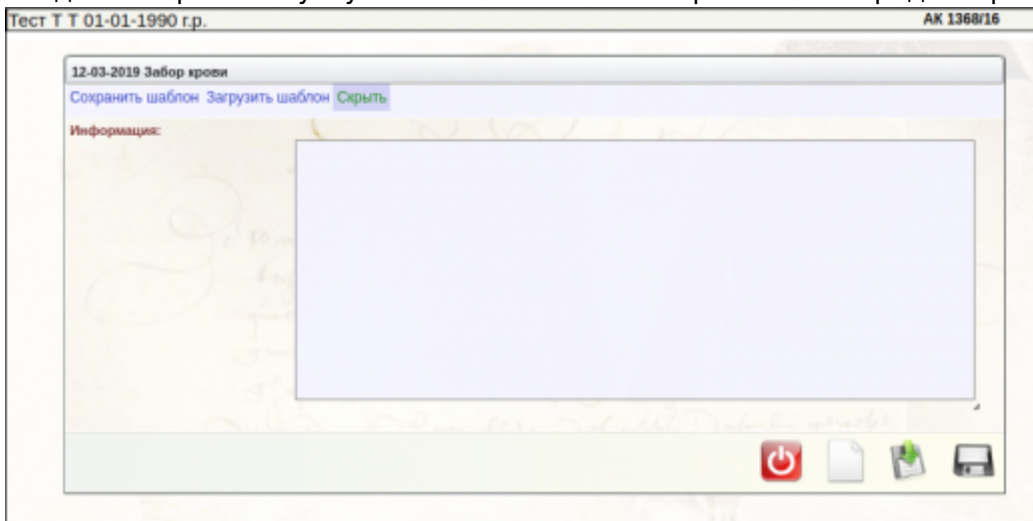 Тест Т Т 01-01-1990 г.р. АК 1368/16
12-03-2019 Забор крови
Сохранить шаблон Загрузить шаблон Скрыть
Информация: